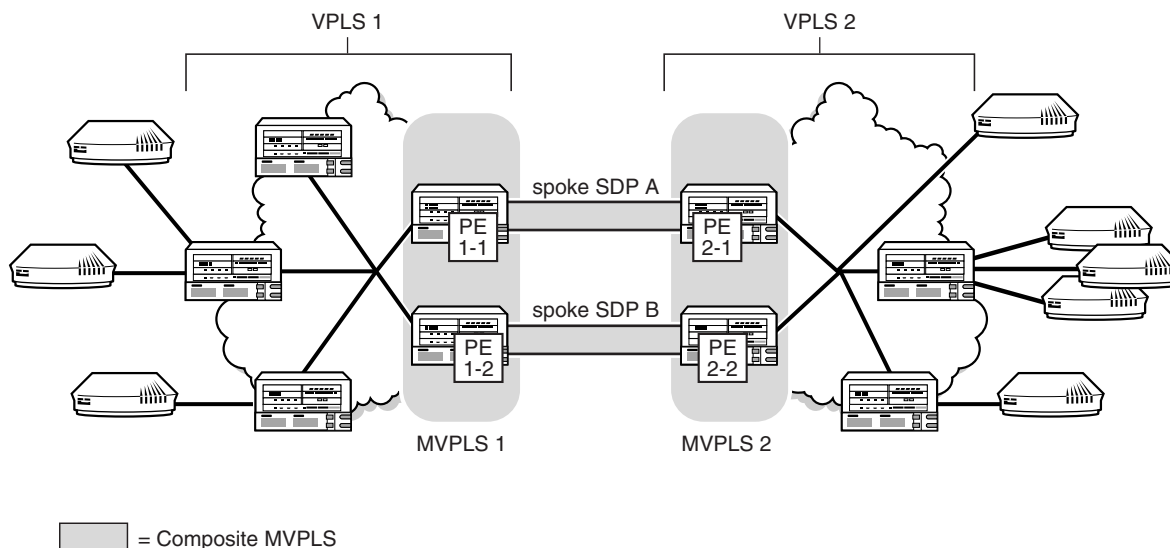 VPLS 1
VPLS 2
spoke SDP A
PE
1-1
PE
2-1
spoke SDP B
PE
1-2
PE
2-2
MVPLS 1
MVPLS 2
= Composite MVPLS